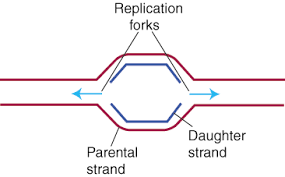 Replication
forks
Parental
strand
Daughter
strand